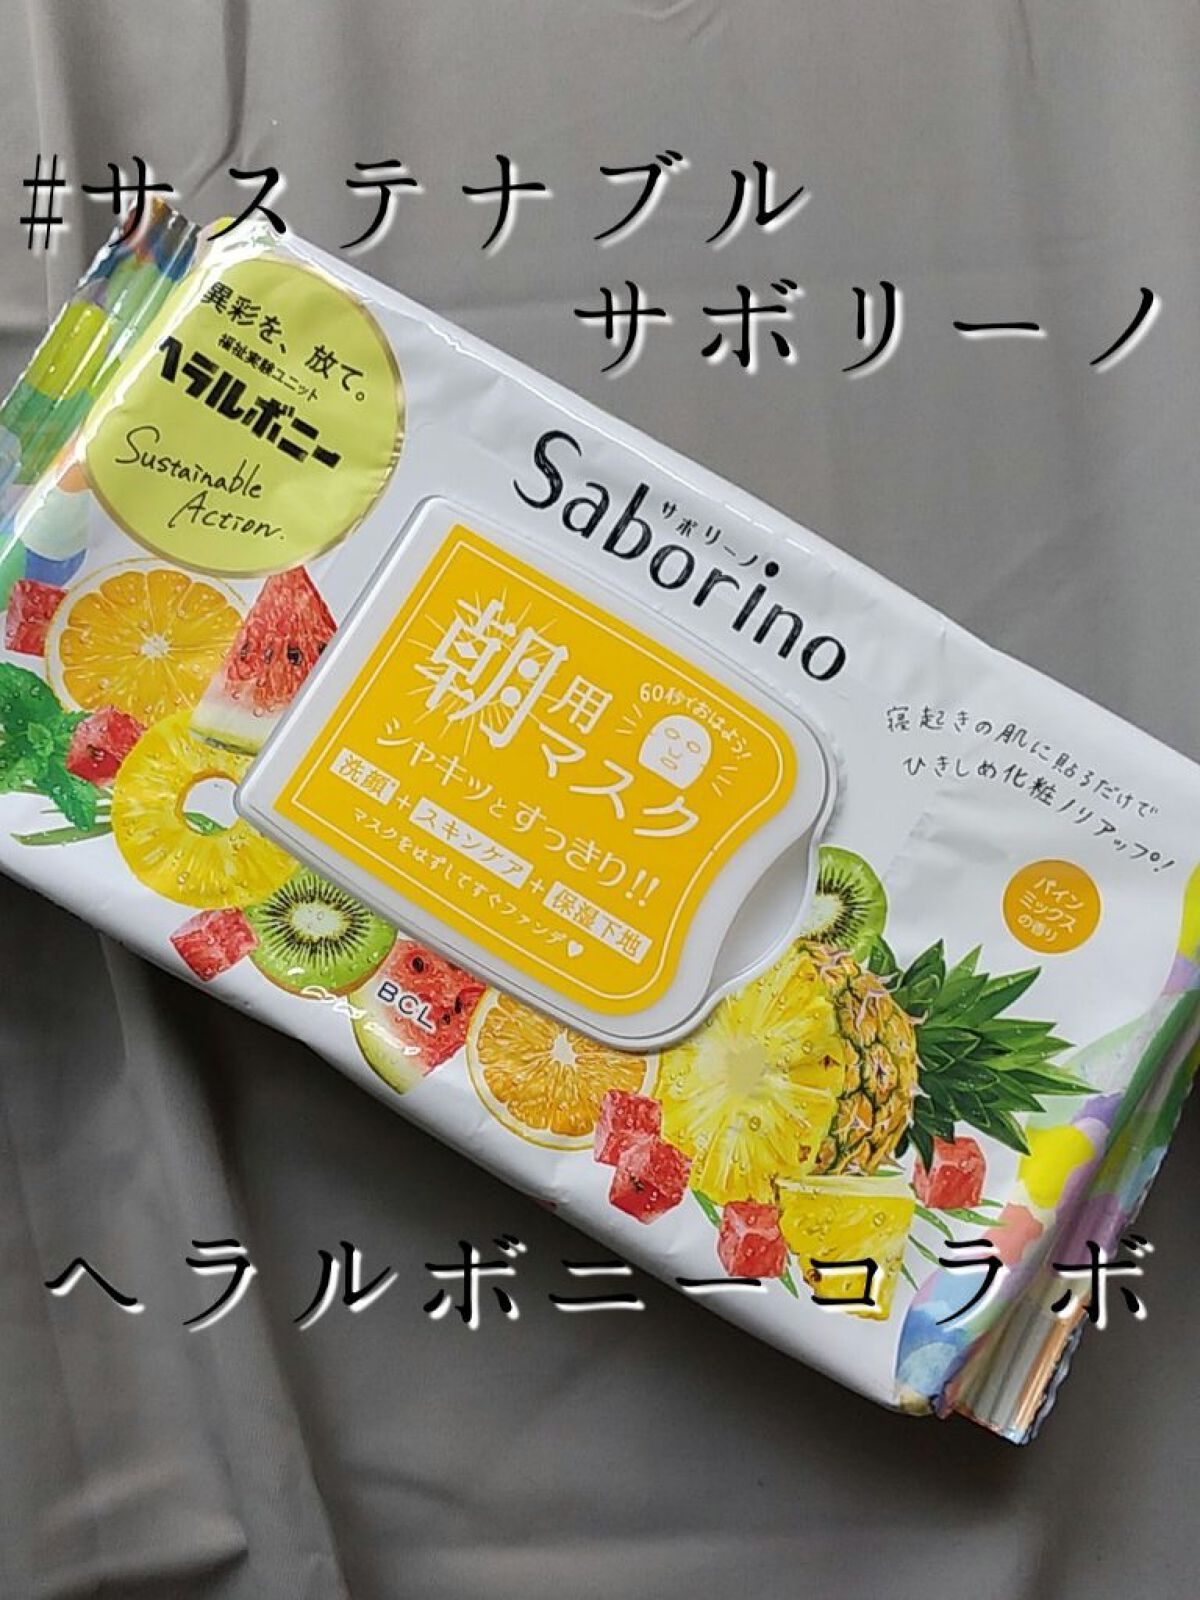 #サステナブル
サボリーノ
異彩を、放て。
福祉実験ユニット
ヘラルボニー
Sustainable
Action.
サボリーノ
Saborino
60秒でおはよう!
朝用マスク
シャキッとすっきり!!
洗顔*+スキンケア+保湿下地
マスクをはずしてすぐファンデ♥
寝起きの肌に貼るだけで
ひきしめ化粧ノリアップ!
パイン
ミックス
の香り
BCL
ヘラルボニーコラボ